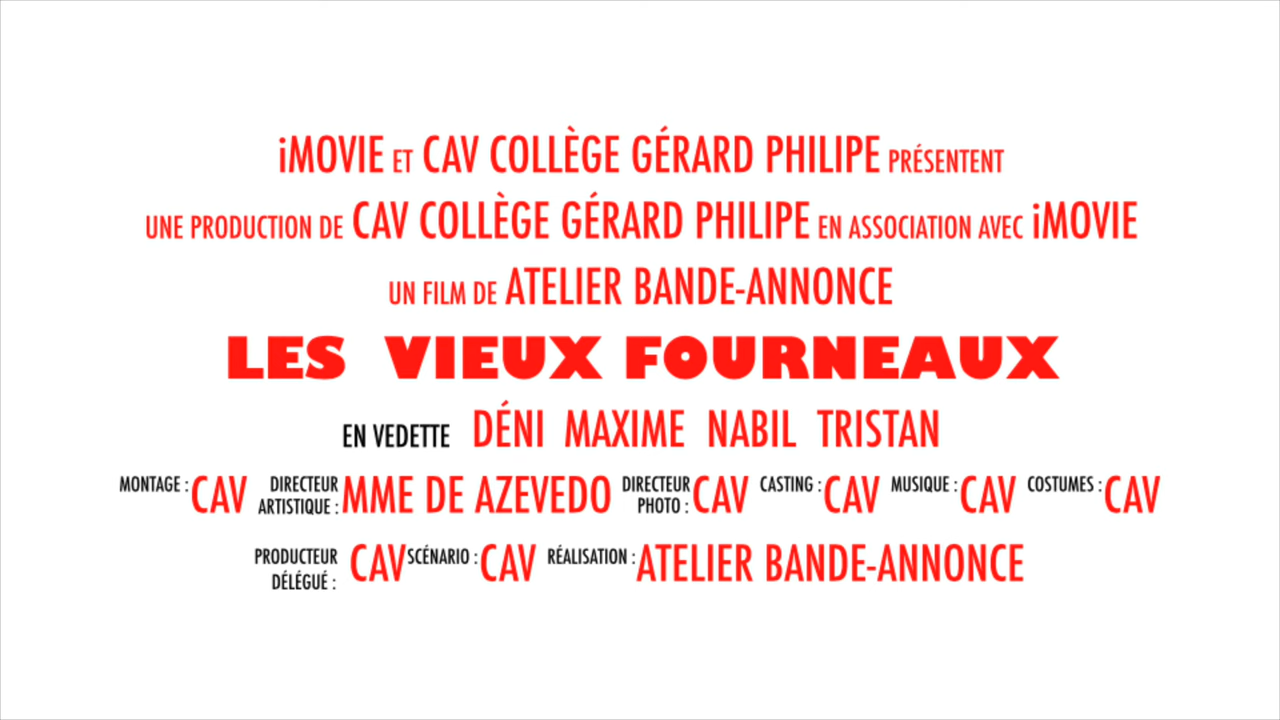 iMOVIE ET CAV COLLÈGE GÉRARD PHILIPE PRÉSENTENT
UNE PRODUCTION DE CAV COLLÈGE GÉRARD PHILIPE EN ASSOCIATION AVEC iMOVIE
UN FILM DE ATELIER BANDE-ANNONCE
LES VIEUX FOURNEAUX
EN VEDETTE DÉNI MAXIME NABIL TRISTAN
MONTAGE : CAV DIRECTEUR ARTISTIQUE : MME DE AZEVEDO DIRECTEUR PHOTO : CAV CASTING : CAV MUSIQUE : CAV COSTUMES : CAV
PRODUCTEUR DÉLÉGUÉ : CAV SCÉNARIO : CAV RÉALISATION : ATELIER BANDE-ANNONCE